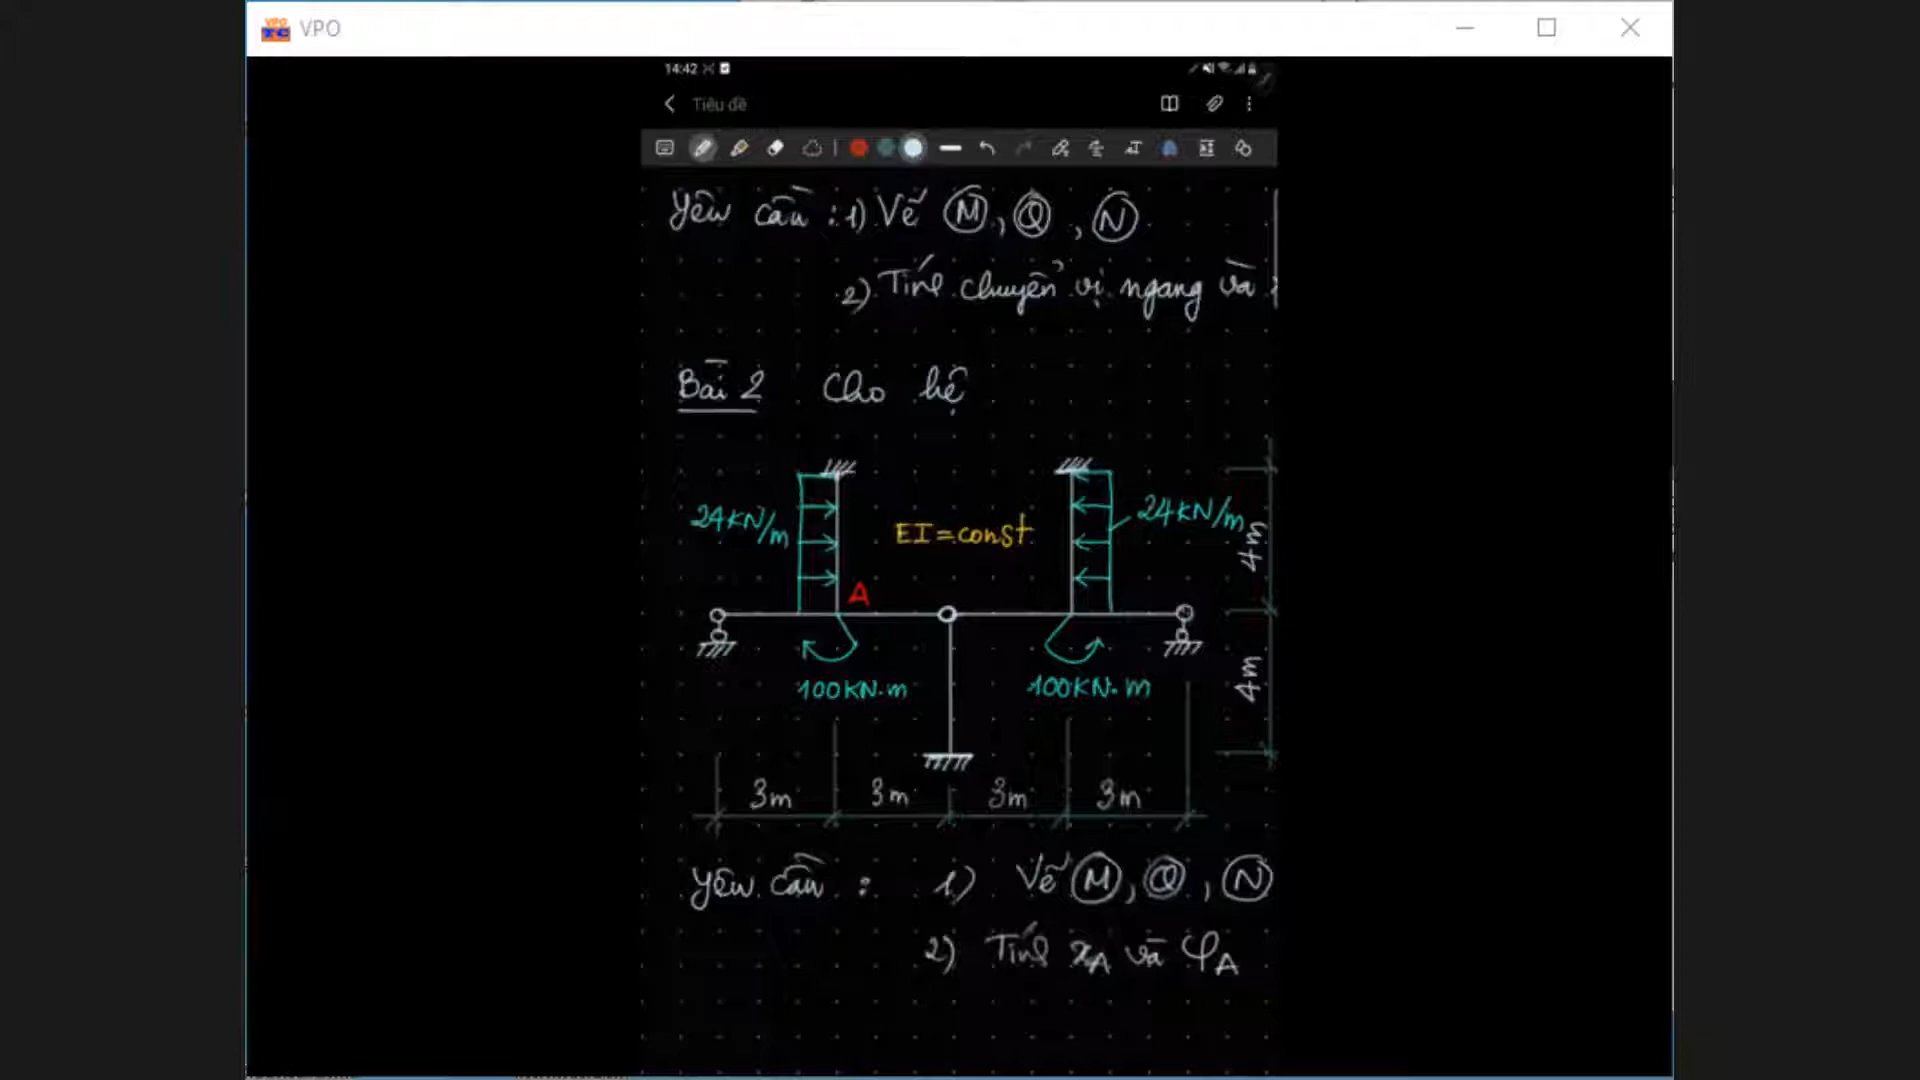 VPO
TC
VPO
14:42
Tiêu đề
Yêu cầu : 1) Vẽ M, Q, N
2) Tính chuyển vị ngang và
Bài 2 Cho hệ
24KN/m
EI=const
24KN/m
4m
A
100KN.m
100KN.m
4m
3m
3m
3m
3m
Yêu cầu : 1) Vẽ M, Q, N
2) Tính xA và φA